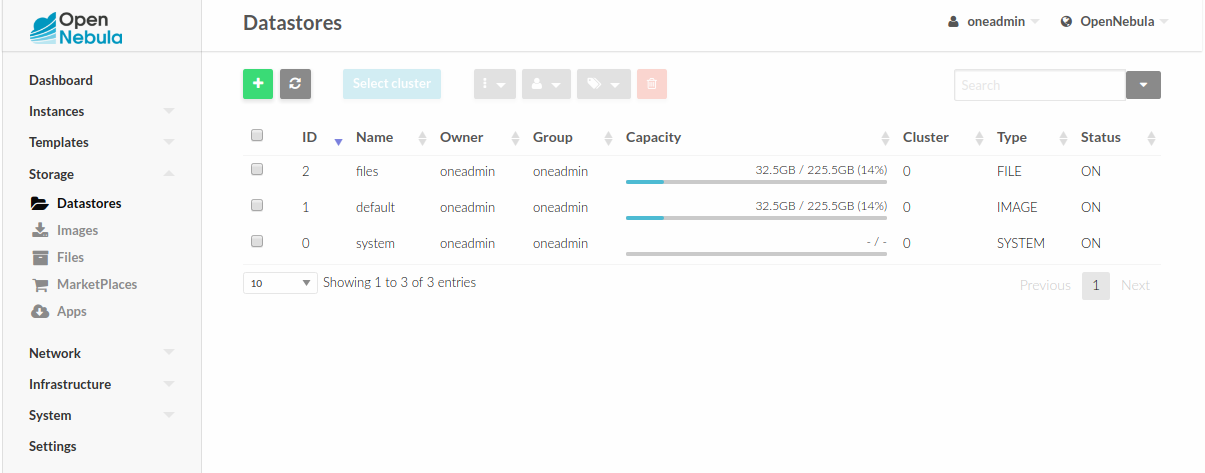 Open
Nebula
Datastores
oneadmin
OpenNebula
Dashboard
Instances
Templates
Storage
Datastores
Images
Files
MarketPlaces
Apps
Network
Infrastructure
System
Settings
Select cluster
Search
ID Name Owner Group Capacity Cluster Type Status
2 files oneadmin oneadmin 32.5GB / 225.5GB (14%) 0 FILE ON
1 default oneadmin oneadmin 32.5GB / 225.5GB (14%) 0 IMAGE ON
0 system oneadmin oneadmin - / - 0 SYSTEM ON
10 Showing 1 to 3 of 3 entries
Previous 1 Next